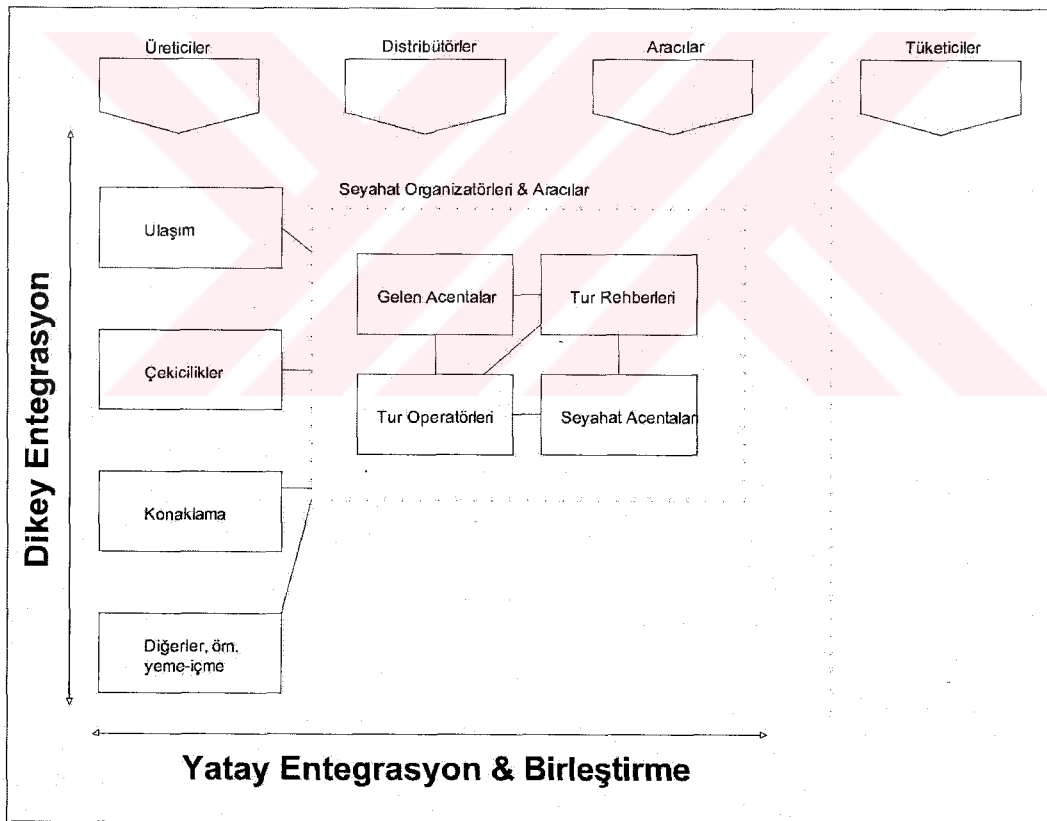 Üreticiler
Distribütörler
Aracılar
Tüketiciler
Seyahat Organizatörleri & Aracılar
Ulaşım
Gelen Acentalar
Tur Rehberleri
Çekicilikler
Tur Operatörleri
Seyahat Acentaları
Konaklama
Diğerler, örn.
yeme-içme
Dikey Entegrasyon
Yatay Entegrasyon & Birleştirme